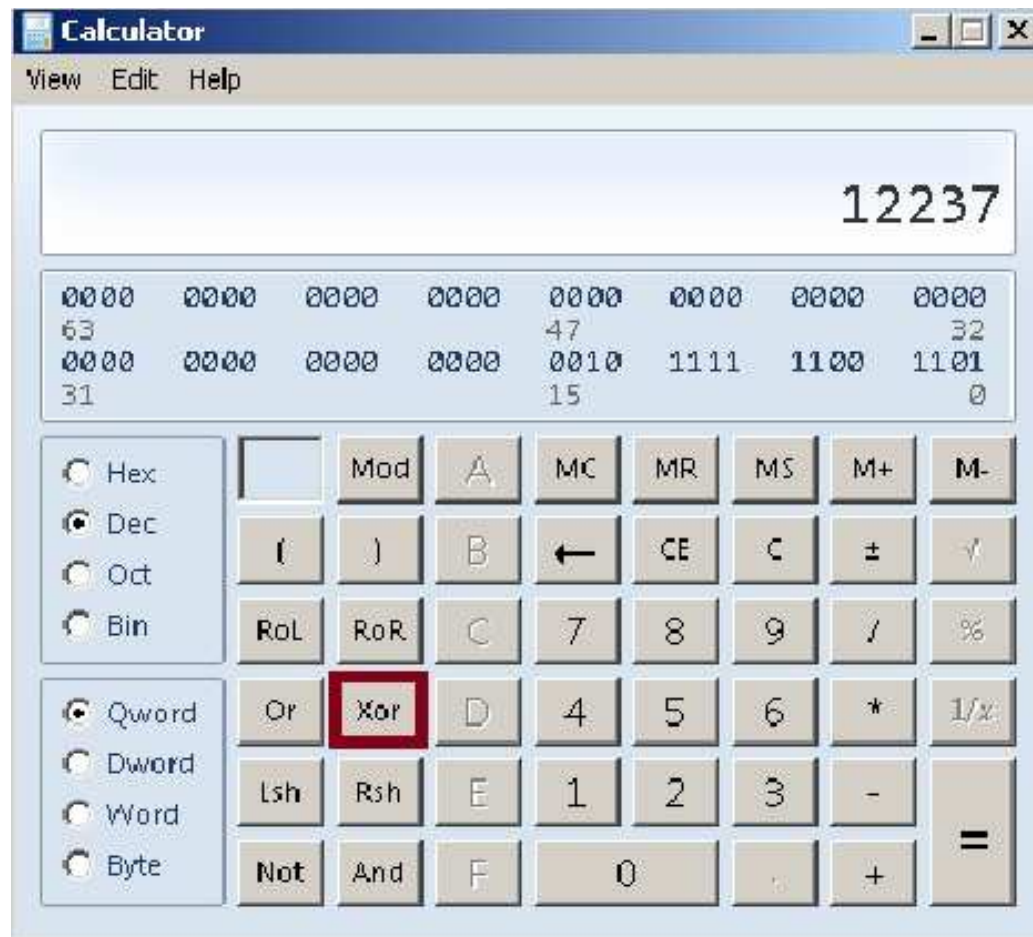 Calculator
View Edit Help
12237
0000 0000 0000 0000 0000 0000 0000 0000
63 47 32
0000 0000 0000 0000 0010 1111 1100 1101
31 15 0
Hex
Dec
Oct
Bin
Qword
Dword
Word
Byte
Mod A MC MR MS M+ M-
( ) B ← CE C ± √
RoL RoR C 7 8 9 / %
Or Xor D 4 5 6 * 1/x
Lsh Rsh E 1 2 3 - =
Not And F 0 . +